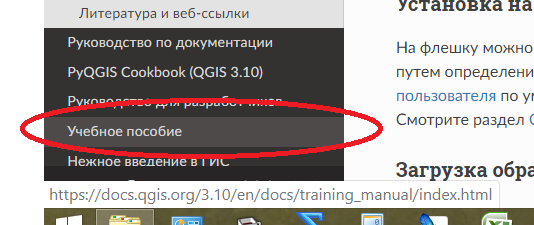 Литература и веб-ссылки
Руководство по документации
PyQGIS Cookbook (QGIS 3.10)
Руководство для разработчиков
Учебное пособие
Нежное введение в ГИС
https://docs.qgis.org/3.10/en/docs/training_manual/index.html
Установка на
На флешку можно
путем определени
пользователя по ум
Смотрите раздел
Загрузка обра